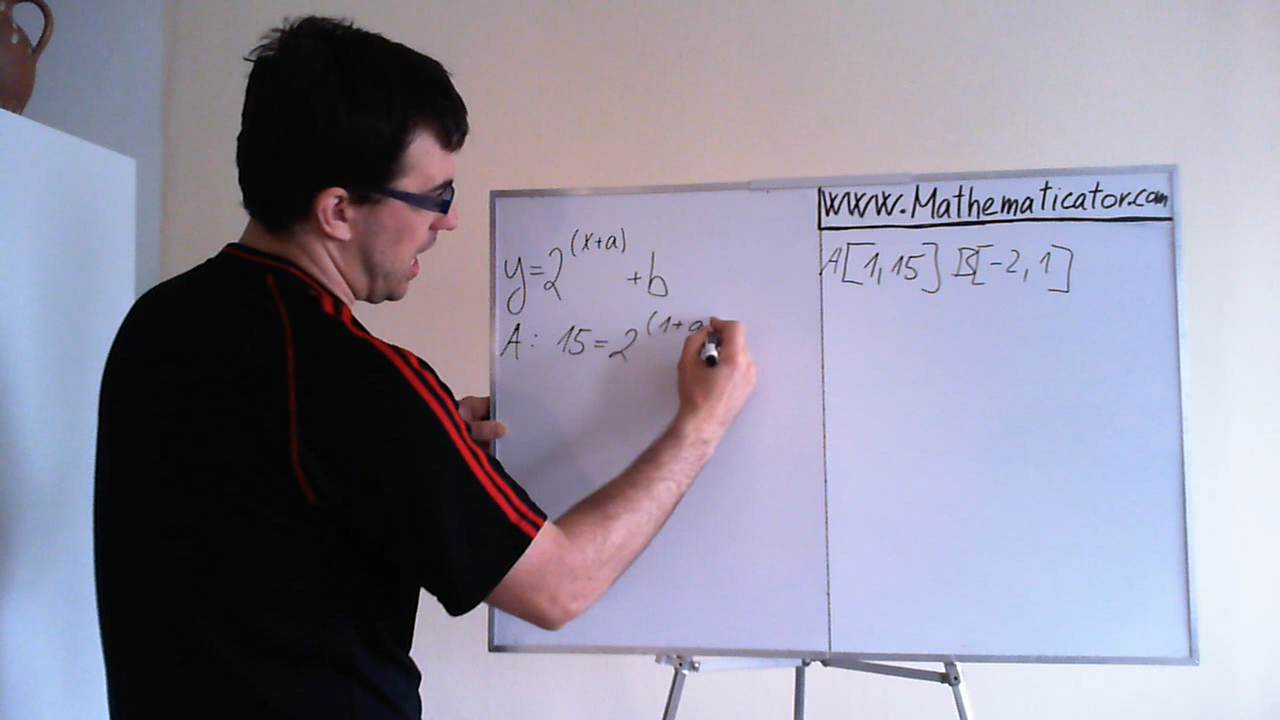 www.Mathematicator.com
y=2^(x+a) +b
A: 15=2^(1+a
A[1,15] B[-2,1]